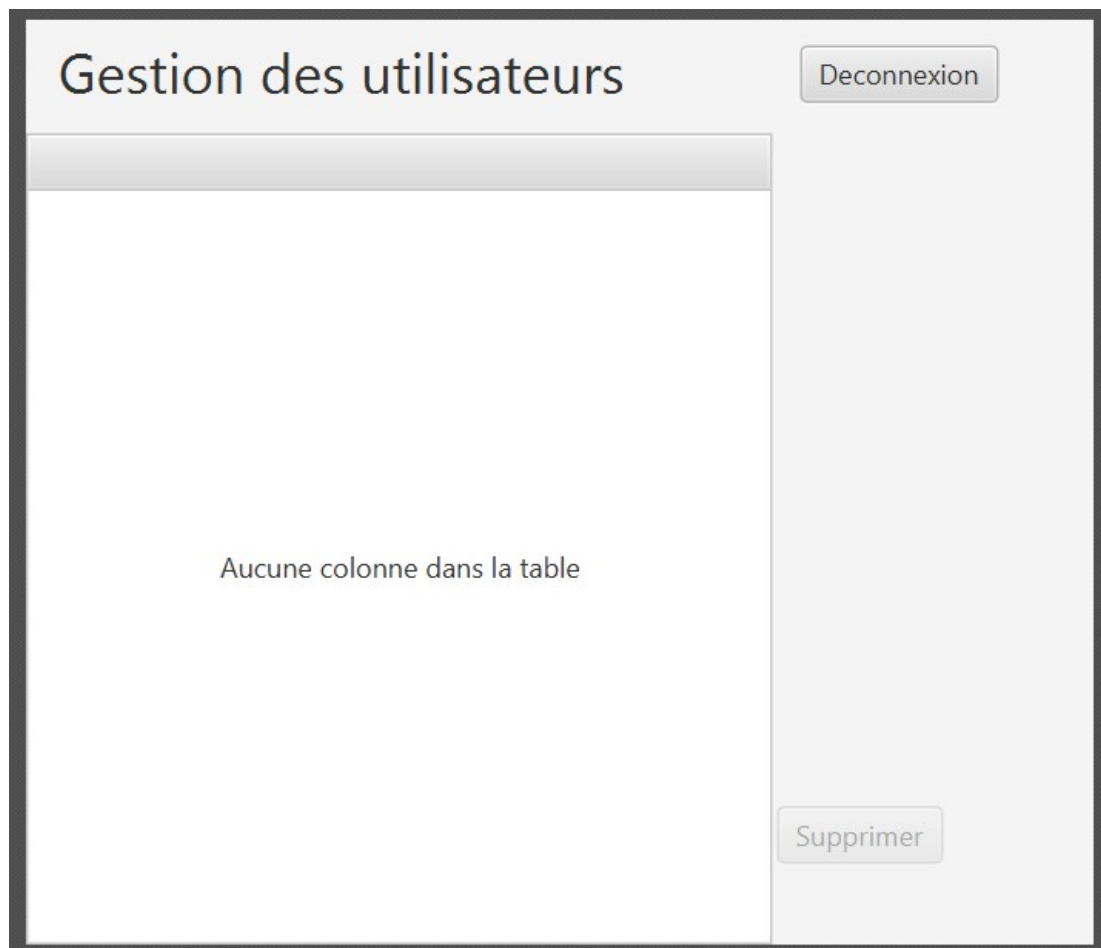 Gestion des utilisateurs
Deconnexion
Aucune colonne dans la table
Supprimer